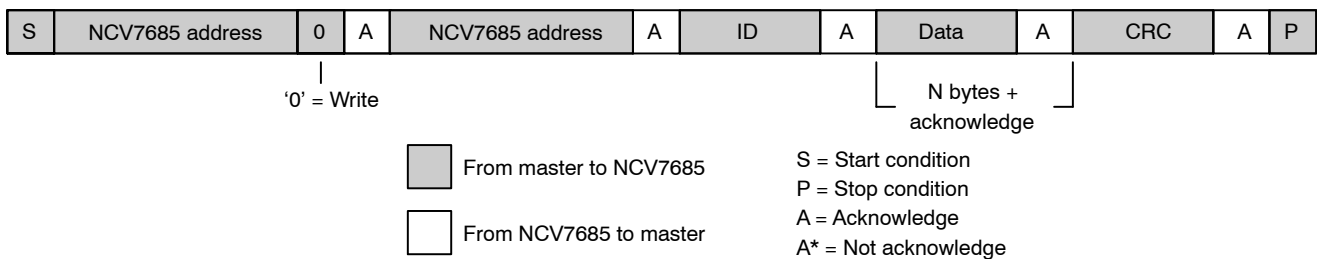 S NCV7685 address 0 A NCV7685 address A ID A Data A CRC A P
‘0’ = Write
N bytes +
acknowledge
From master to NCV7685
From NCV7685 to master
S = Start condition
P = Stop condition
A = Acknowledge
A* = Not acknowledge